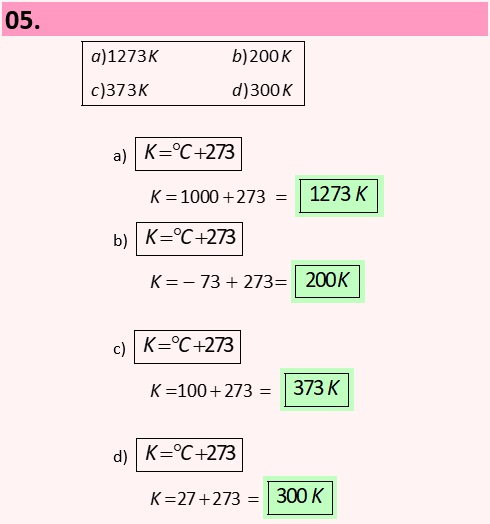 05.
a)1273K b)200K
c)373K d)300K
a) K=°C+273
K = 1000 +273 = 1273 K
b) K=°C+273
K = – 73 + 273= 200K
c) K=°C+273
K =100 + 273 = 373 K
d) K=°C+273
K =27 +273 = 300 K